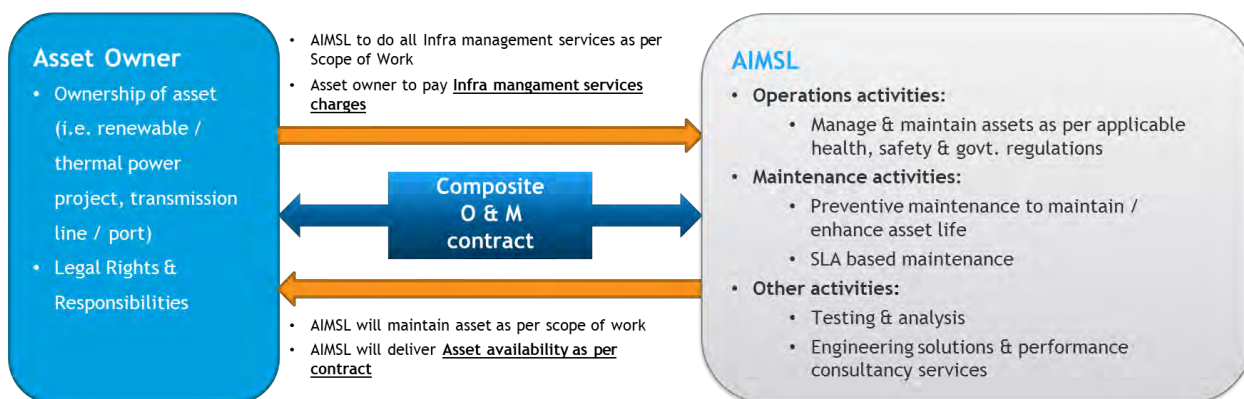 Asset Owner
• Ownership of asset
(i.e. renewable /
thermal power
project, transmission
line / port)
• Legal Rights &
Responsibilities
• AIMSL to do all Infra management services as per
Scope of Work
• Asset owner to pay Infra mangament services
charges
Composite
O & M
contract
• AIMSL will maintain asset as per scope of work
• AIMSL will deliver Asset availability as per
contract
AIMSL
• Operations activities:
• Manage & maintain assets as per applicable
health, safety & govt. regulations
• Maintenance activities:
• Preventive maintenance to maintain /
enhance asset life
• SLA based maintenance
• Other activities:
• Testing & analysis
• Engineering solutions & performance
consultancy services